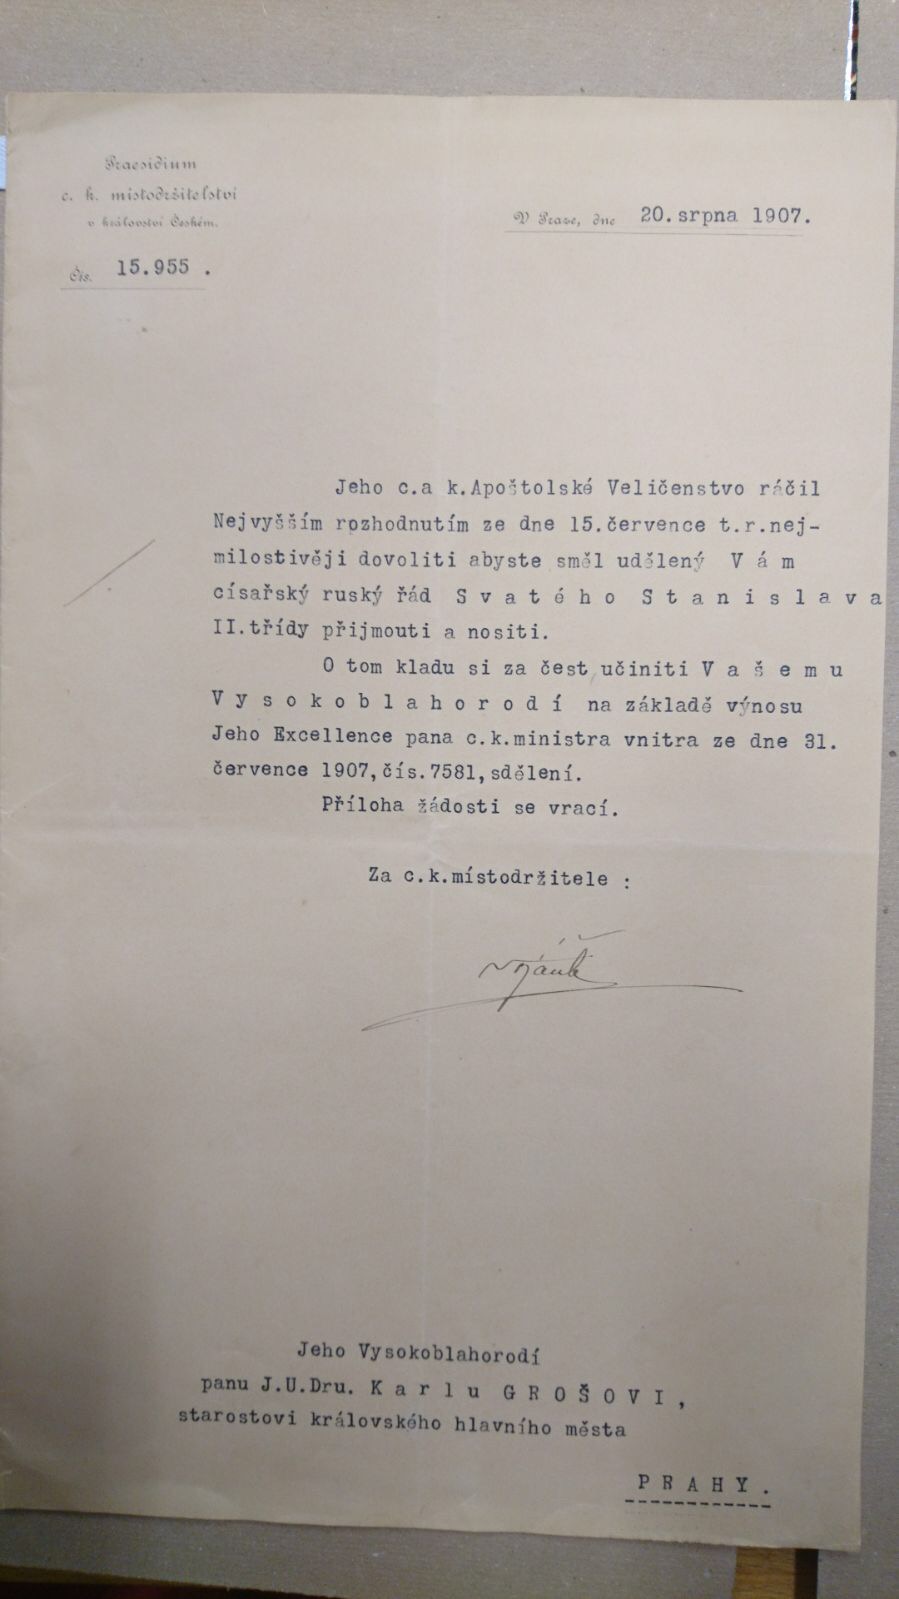 Praesidium
c. k. místodržitelství
v království Českém.
V Praze, dne 20.srpna 1907.
Čís. 15.955 .
Jeho c.a k.Apoštolské Veličenstvo ráčil
Nejvyšším rozhodnutím ze dne 15.července t.r.nej-
milostivěji dovoliti abyste směl udělený V á m
císařský ruský řád S v a t é h o S t a n i s l a v a
II.třídy přijmouti a nositi.
O tom kladu si za čest učiniti V a š e m u
V y s o k o b l a h o r o d í na základě výnosu
Jeho Excellence pana c.k.ministra vnitra ze dne 31.
července 1907,čís.7581,sdělení.
Příloha žádosti se vrací.
Za c.k.místodržitele :
Jeho Vysokoblahorodí
panu J.U.Dru. K a r l u G R O Š O V I ,
starostovi královského hlavního města
P R A H Y .